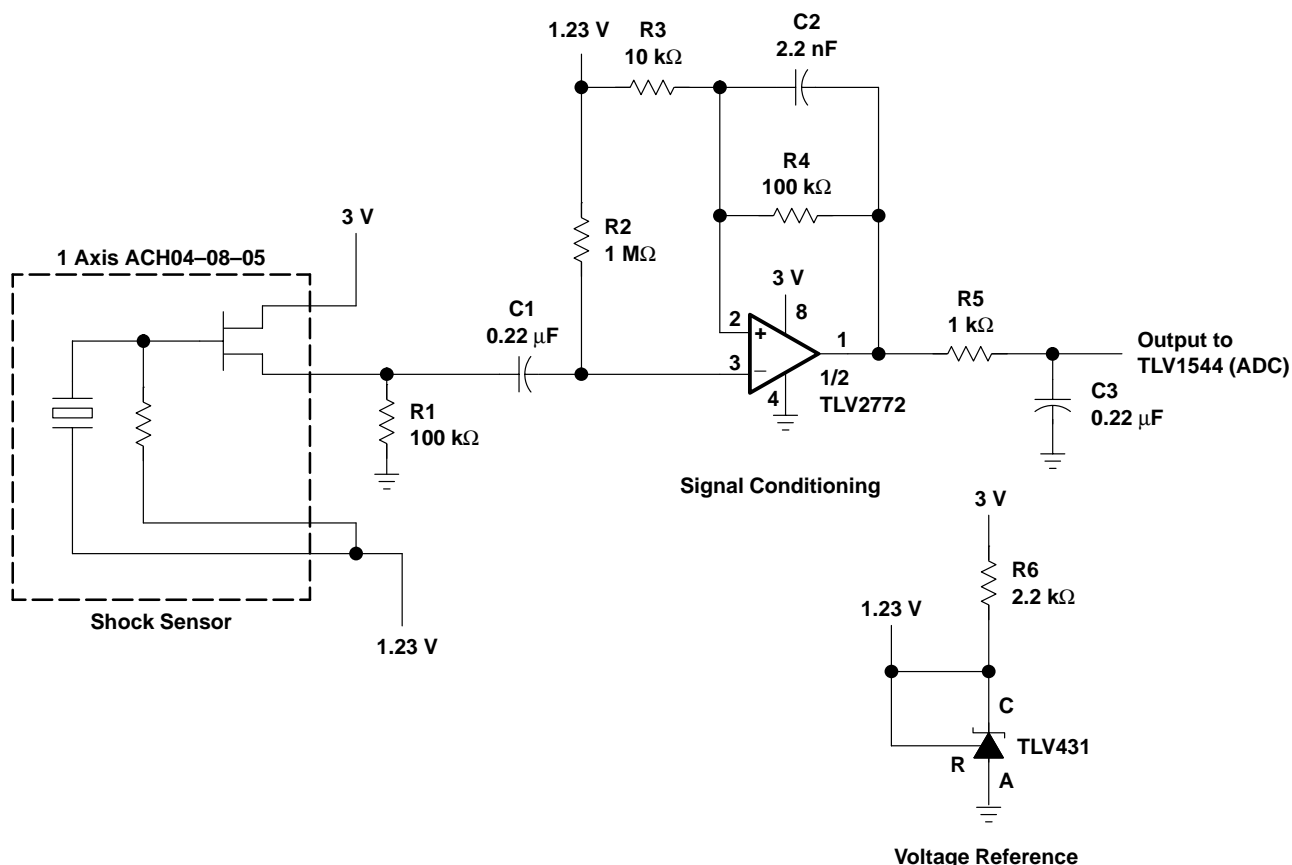 1.23 V
R3
10 kΩ
C2
2.2 nF
R4
100 kΩ
3 V
R2
1 MΩ
1 Axis ACH04–08–05
C1
0.22 μF
3 V
8
2
+
3
–
4
1
1/2
TLV2772
R5
1 kΩ
Output to
TLV1544 (ADC)
C3
0.22 μF
R1
100 kΩ
Signal Conditioning
Shock Sensor
1.23 V
3 V
R6
2.2 kΩ
1.23 V
C
TLV431
R
A
Voltage Reference